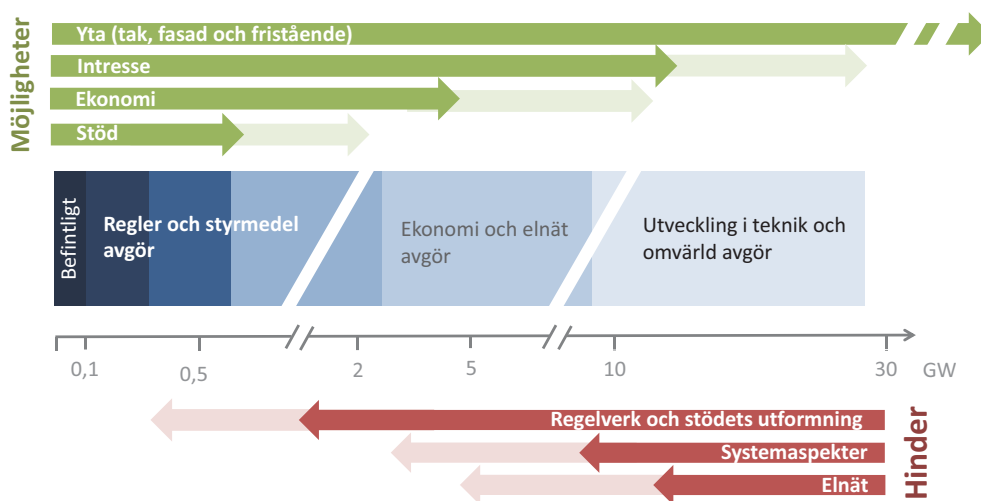 Möjligheter
Yta (tak, fasad och fristående)
Intresse
Ekonomi
Stöd
Befintligt
Regler och styrmedel
avgör
Ekonomi och elnät
avgör
Utveckling i teknik och
omvärld avgör
0,1
0,5
2
5
10
30
GW
Regelverk och stödets utformning
Systemaspekter
Elnät
Hinder